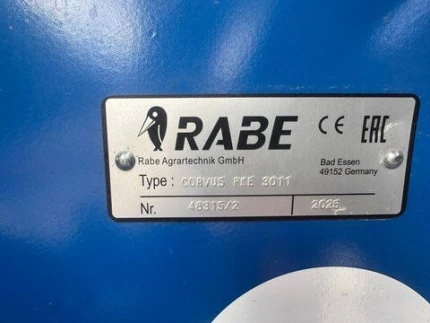 RABE CE EAC
Rabe Agrartechnik GmbH
Bad Essen
49152 Germany
Type: CORVUS PKE 3011
Nr. 48315/2 2025